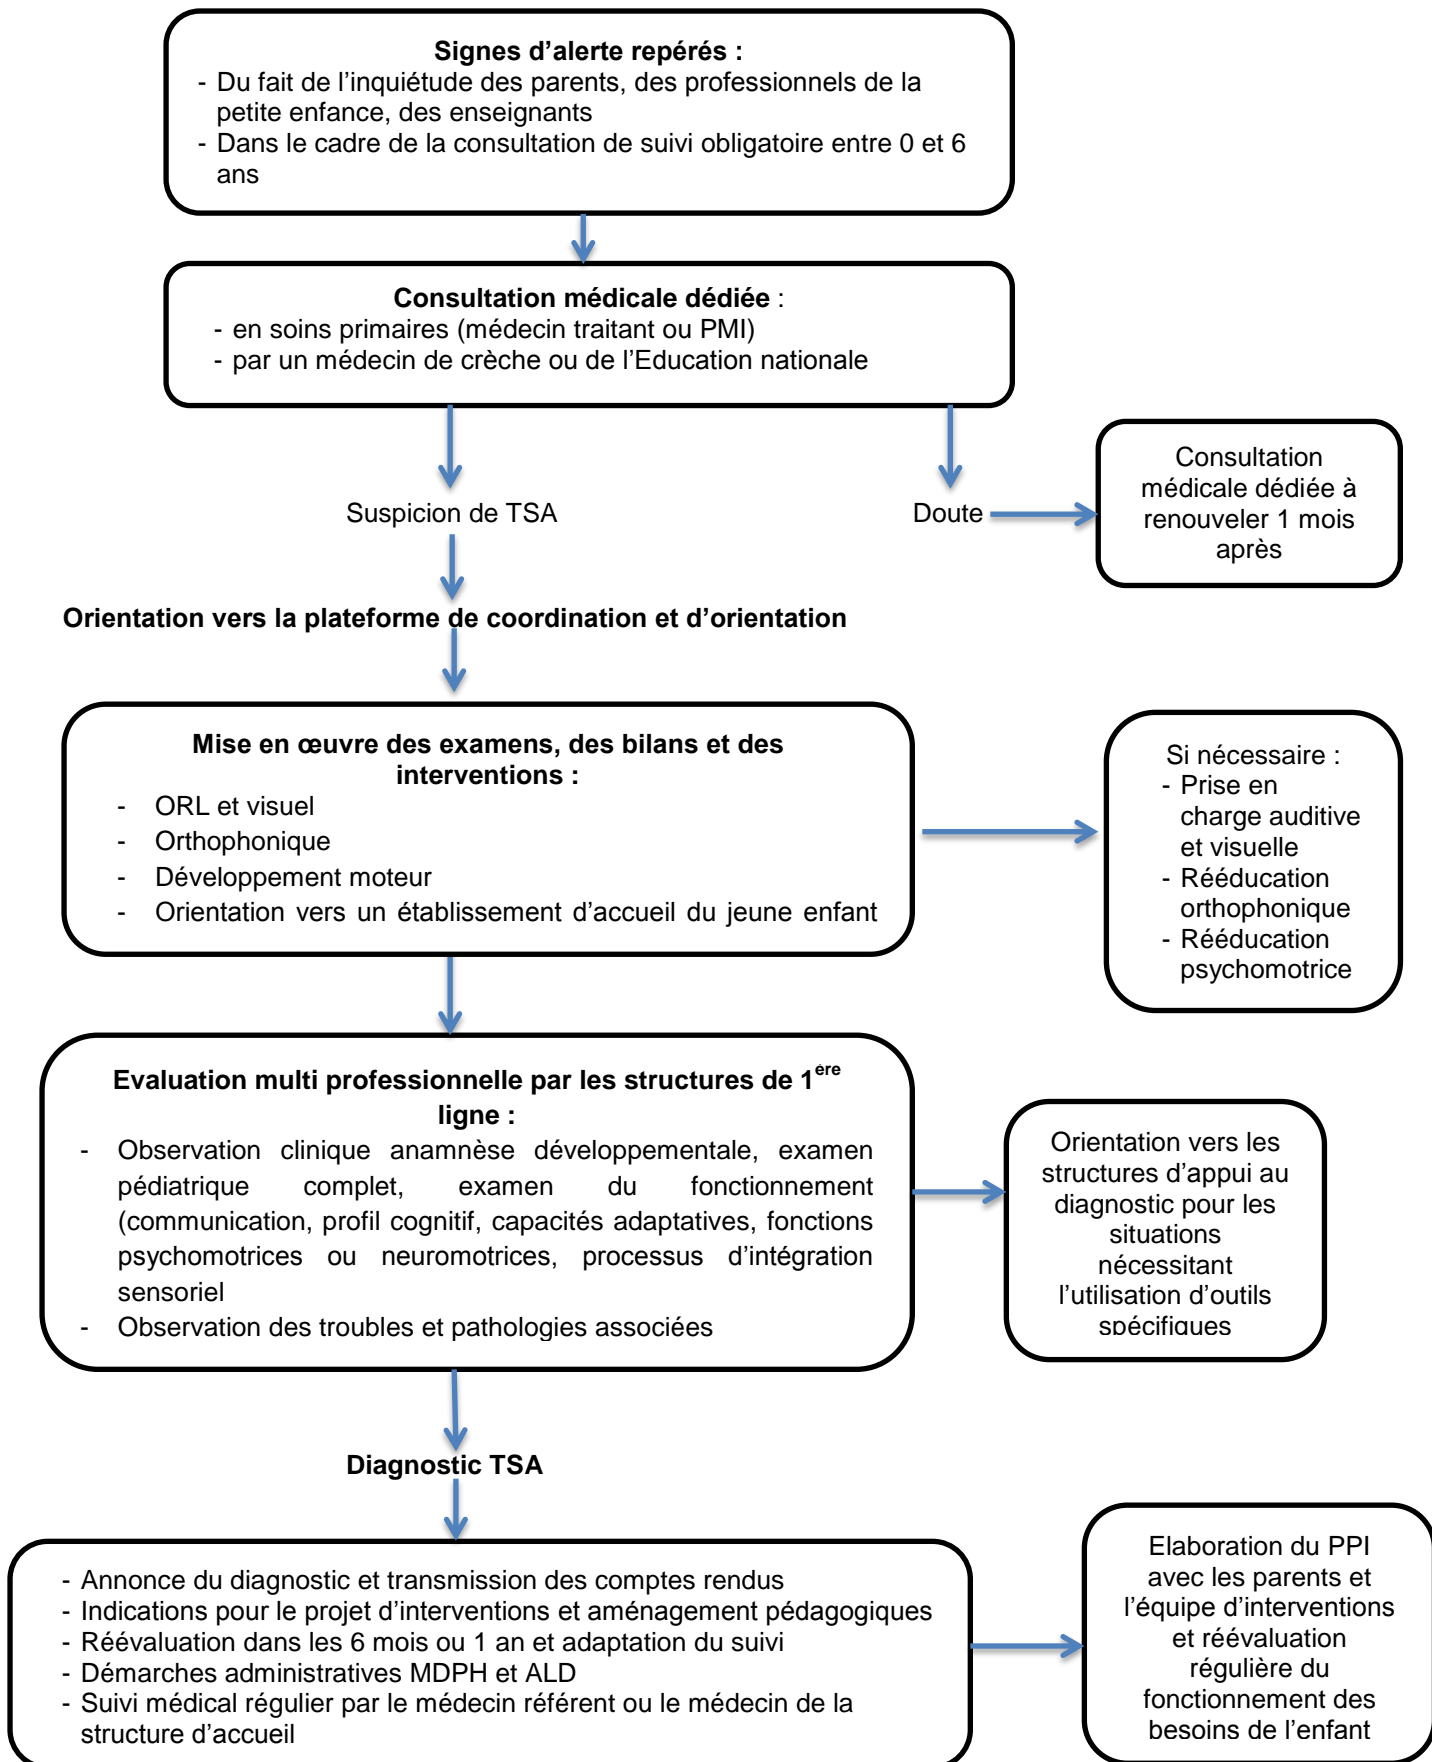 Signes d’alerte repérés :
- Du fait de l’inquiétude des parents, des professionnels de la
petite enfance, des enseignants
- Dans le cadre de la consultation de suivi obligatoire entre 0 et 6
ans
Consultation médicale dédiée :
- en soins primaires (médecin traitant ou PMI)
- par un médecin de crèche ou de l’Education nationale
Suspicion de TSA
Doute
Consultation
médicale dédiée à
renouveler 1 mois
après
Orientation vers la plateforme de coordination et d’orientation
Mise en œuvre des examens, des bilans et des
interventions :
- ORL et visuel
- Orthophonique
- Développement moteur
- Orientation vers un établissement d’accueil du jeune enfant
Si nécessaire :
- Prise en
charge auditive
et visuelle
- Rééducation
orthophonique
- Rééducation
psychomotrice
Evaluation multi professionnelle par les structures de 1ère
ligne :
- Observation clinique anamnèse développementale, examen
pédiatrique complet, examen du fonctionnement
(communication, profil cognitif, capacités adaptatives, fonctions
psychomotrices ou neuromotrices, processus d’intégration
sensoriel
- Observation des troubles et pathologies associées
Orientation vers les
structures d’appui au
diagnostic pour les
situations
nécessitant
l’utilisation d’outils
spécifiques
Diagnostic TSA
- Annonce du diagnostic et transmission des comptes rendus
- Indications pour le projet d’interventions et aménagement pédagogiques
- Réévaluation dans les 6 mois ou 1 an et adaptation du suivi
- Démarches administratives MDPH et ALD
- Suivi médical régulier par le médecin référent ou le médecin de la
structure d’accueil
Elaboration du PPI
avec les parents et
l’équipe d’interventions
et réévaluation
régulière du
fonctionnement des
besoins de l’enfant